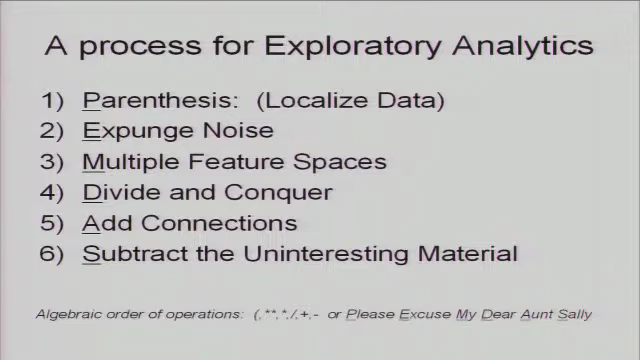 A process for Exploratory Analytics
1) Parenthesis: (Localize Data)
2) Expunge Noise
3) Multiple Feature Spaces
4) Divide and Conquer
5) Add Connections
6) Subtract the Uninteresting Material
Algebraic order of operations: (,**,*,/,+,- or Please Excuse My Dear Aunt Sally